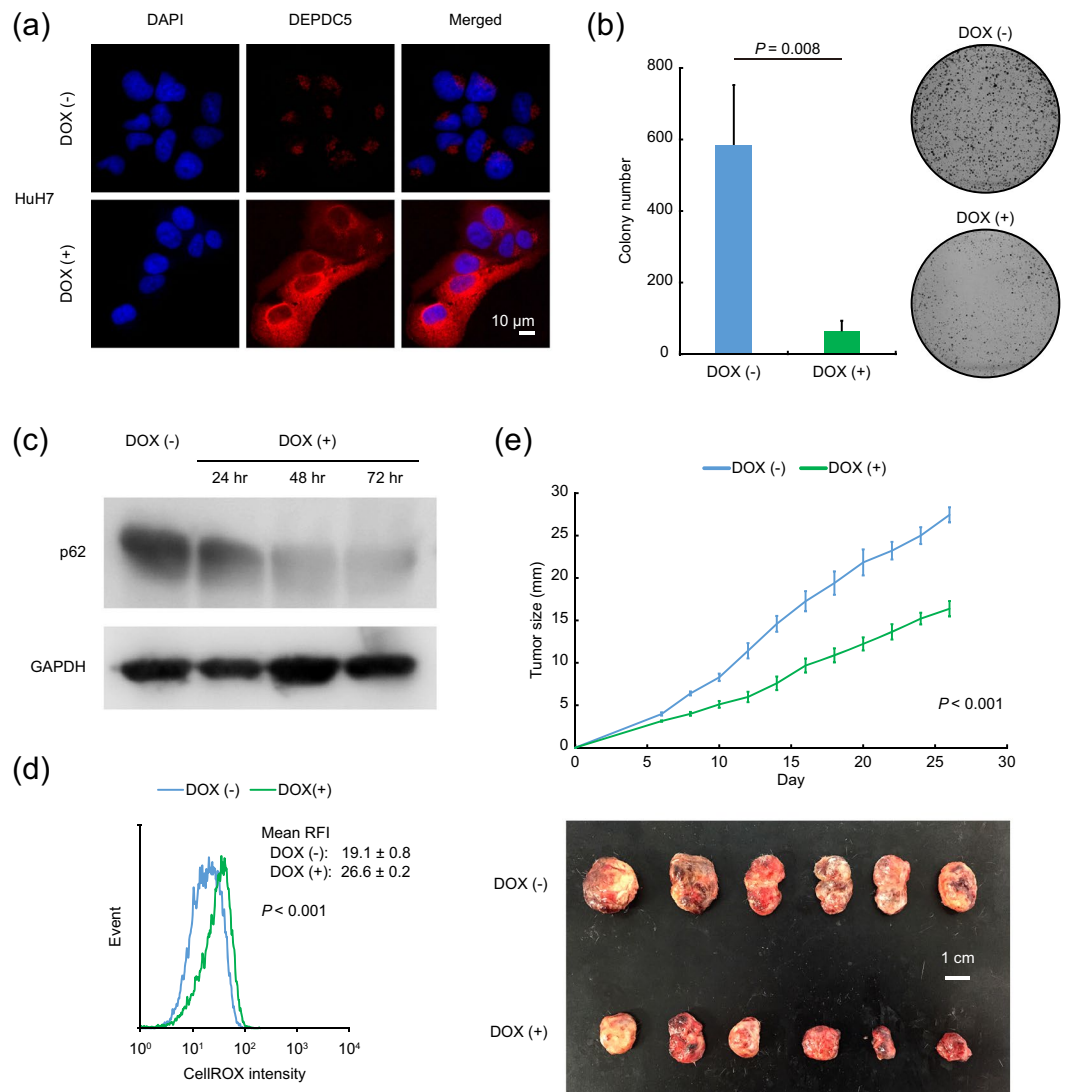 (a)
DAPI
DEPDC5
Merged
HuH7
DOX (-)
DOX (+)
10 μm
(b)
P = 0.008
800
600
400
200
0
Colony number
DOX (-)
DOX (+)
DOX (-)
DOX (+)
(c)
DOX (-)
DOX (+)
24 hr
48 hr
72 hr
p62
GAPDH
(d)
DOX (-)
DOX(+)
Mean RFI
DOX (-): 19.1 ± 0.8
DOX (+): 26.6 ± 0.2
P < 0.001
Event
10⁰ 10¹ 10² 10³ 10⁴
CellROX intensity
(e)
DOX (-)
DOX (+)
30
25
20
15
10
5
0
Tumor size (mm)
P < 0.001
0 5 10 15 20 25 30
Day
DOX (-)
1 cm
DOX (+)